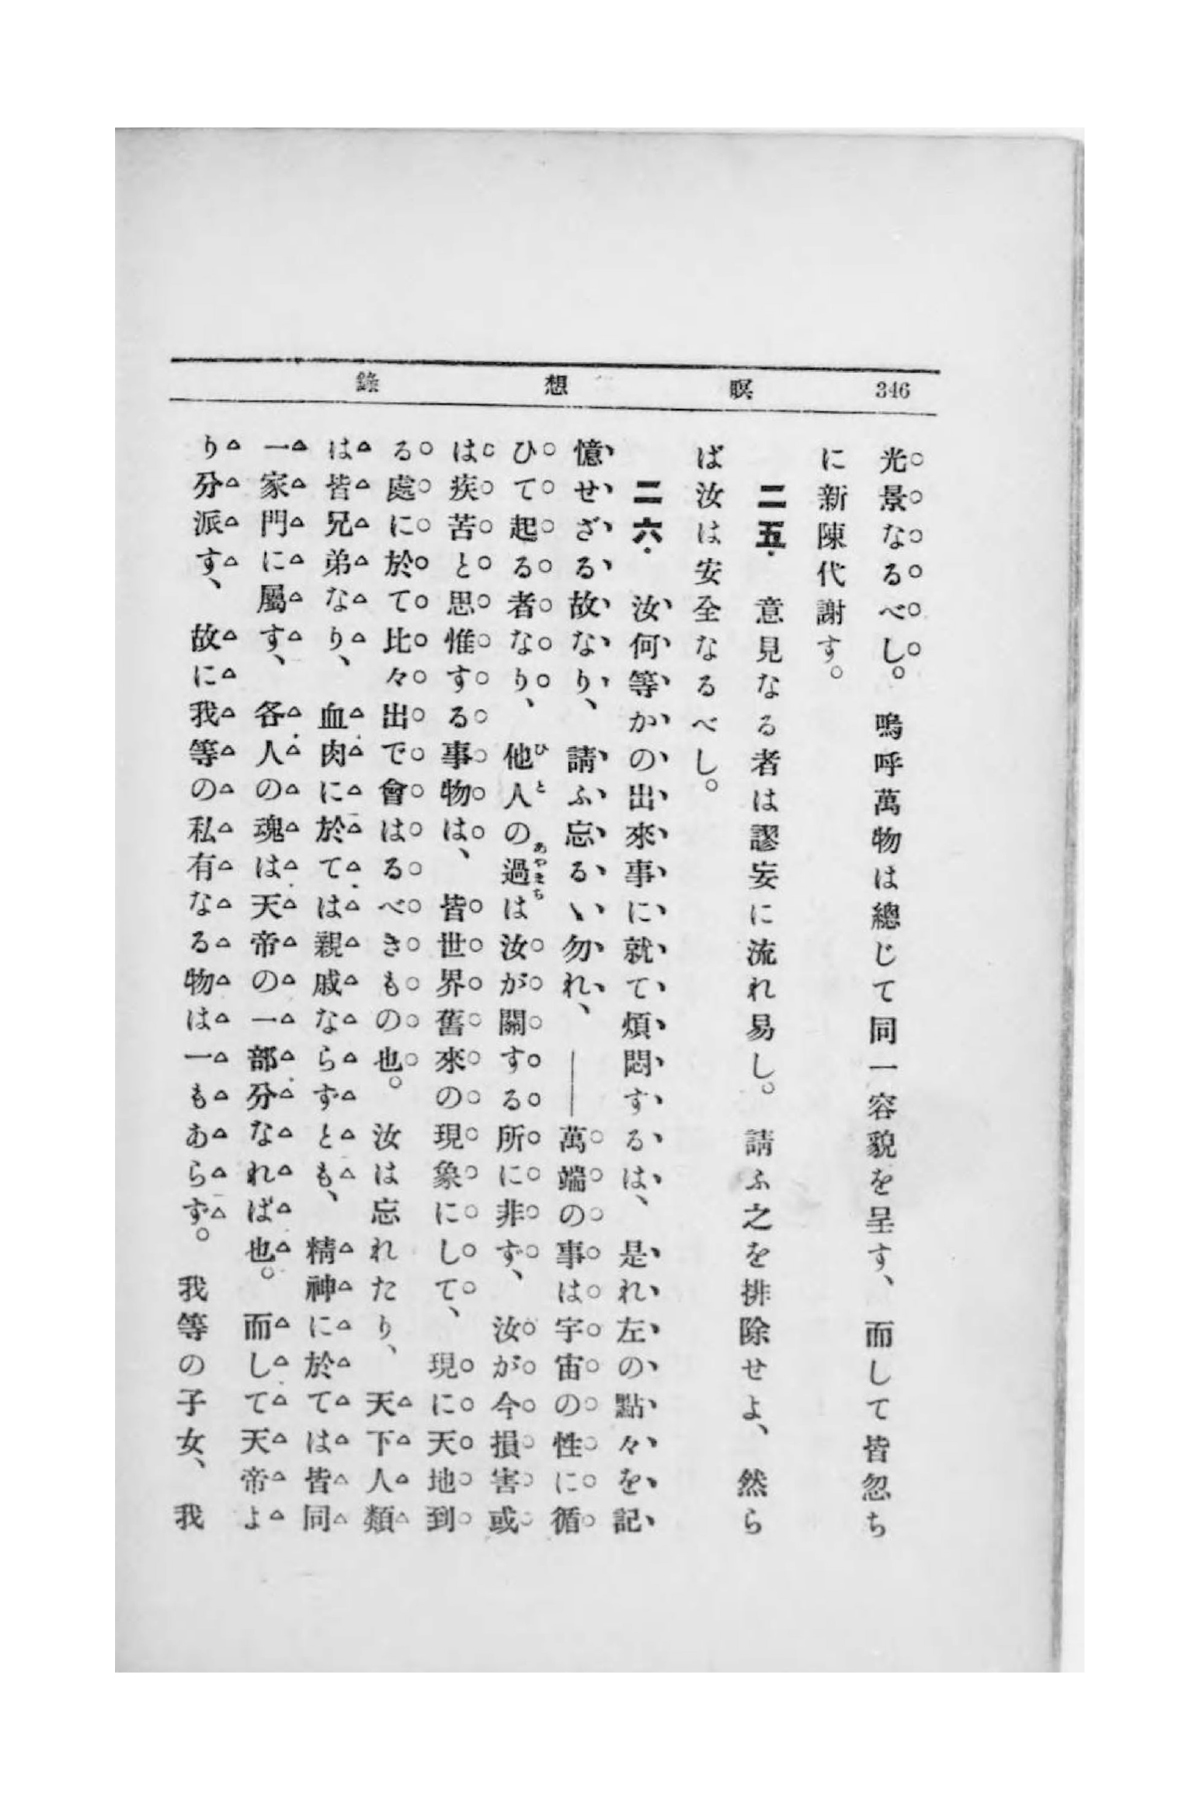 346
瞑想錄
光景なるべし。嗚呼萬物は總じて同一容貌を呈す、而して皆忽ち
に新陳代謝す。
二五. 意見なる者は謬妄に流れ易し。請ふ之を排除せよ、然ら
ば汝は安全なるべし。
二六. 汝何等かの出來事に就て煩悶するは、是れ左の點々を記
憶せざる故なり、請ふ忘るゝ勿れ、――萬端の事は宇宙の性に循
ひて起る者なり、他人の過は汝が關する所に非ず、汝が今損害或
ひと
あやまち
は疾苦と思惟する事物は、皆世界舊來の現象にして、現に天地到
る處に於て比々出で會はるべきもの也。汝は忘れたり、天下人類
は皆兄弟なり、血肉に於ては親戚ならずとも、精神に於ては皆同
一家門に屬す、各人の魂は天帝の一部分なれば也。而して天帝よ
り分派す、故に我等の私有なる物は一もあらず。我等の子女、我